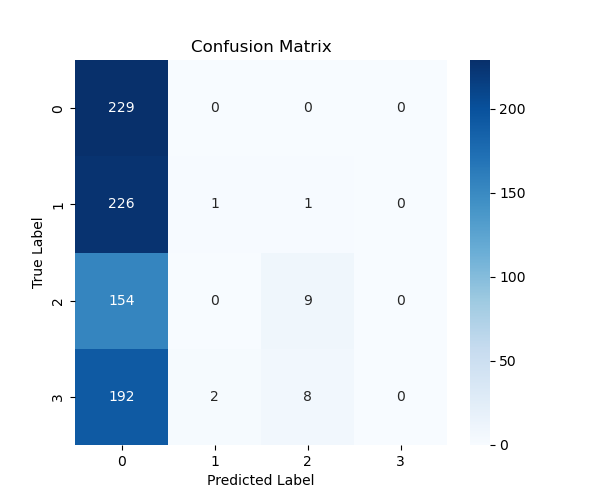 Confusion Matrix
0 229 0 0 0
1 226 1 1 0
2 154 0 9 0
3 192 2 8 0
0 1 2 3
Predicted Label
True Label
200
150
100
50
0